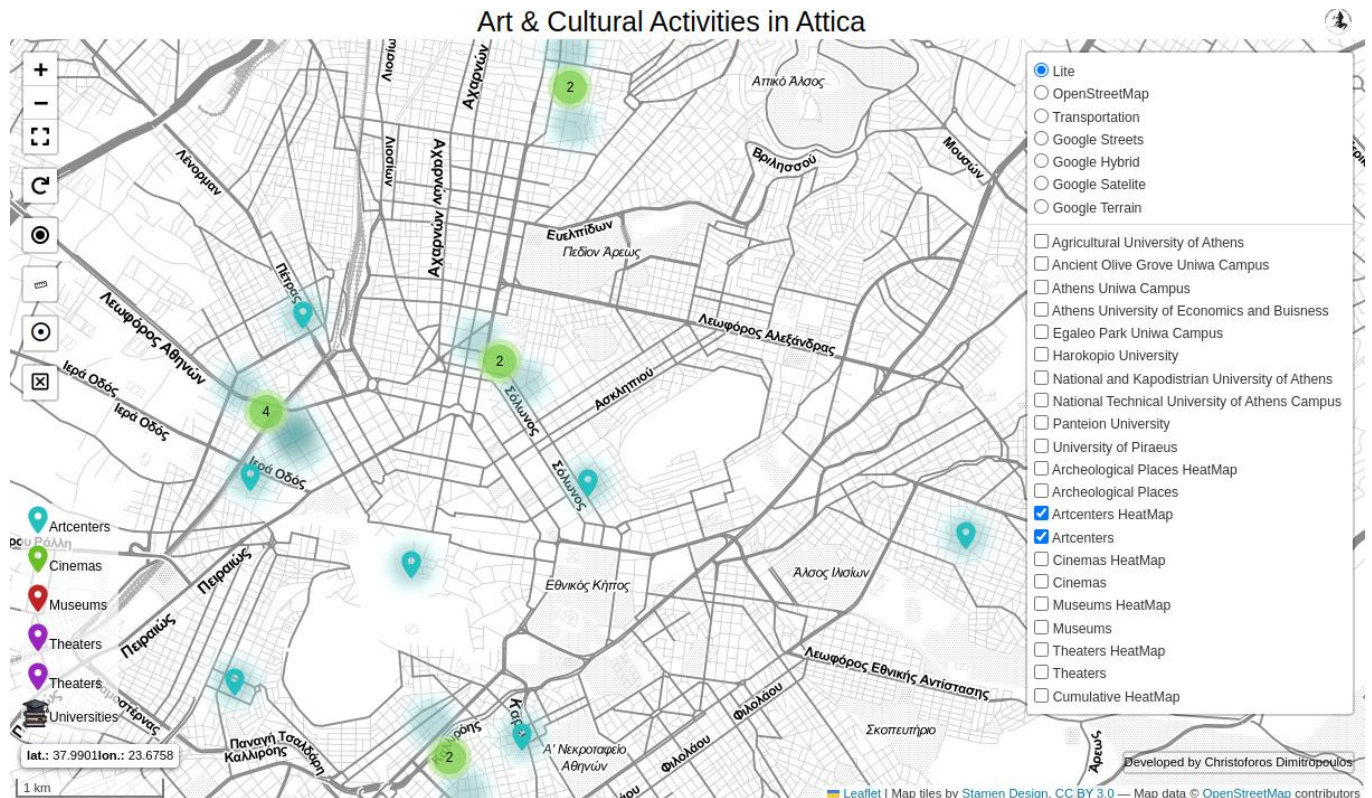 Art & Cultural Activities in Attica
+
−
2
2
4
2
Λιοσίων
Αχαρνών
Αττικό Άλσος
Λένορμαν
Λιοσίων
Αχαρνών
Αχαρνών
Βριλησσού
Μουσών
Ευελπίδων
Πεδίον Άρεως
Πέτρας
Λεωφόρος Αθηνών
Λεωφόρος Αλεξάνδρας
Ιερά Οδός
Ιερά Οδός
Ασκληπιού
Σόλωνος
Ιερά Οδός
Σόλωνος
Πειραιώς
Εθνικός Κήπος
Άλσος Ιλισίων
Πειραιώς
Λεωφόρος Εθνικής Αντίστασης
Φιλολάου
Σκοπευτήριο
Παναγή Τσαλδάρη
Καλλιρόης
Α' Νεκροταφείο
Αθηνών
Φιλολάου
Άρεως
Lite
OpenStreetMap
Transportation
Google Streets
Google Hybrid
Google Satelite
Google Terrain
Agricultural University of Athens
Ancient Olive Grove Uniwa Campus
Athens Uniwa Campus
Athens University of Economics and Buisness
Egaleo Park Uniwa Campus
Harokopio University
National and Kapodistrian University of Athens
National Technical University of Athens Campus
Panteion University
University of Piraeus
Archeological Places HeatMap
Archeological Places
Artcenters HeatMap
Artcenters
Cinemas HeatMap
Cinemas
Museums HeatMap
Museums
Theaters HeatMap
Theaters
Cumulative HeatMap
Artcenters
Cinemas
Museums
Theaters
Theaters
Universities
lat.: 37.9901lon.: 23.6758
1 km
Developed by Christoforos Dimitropoulos
Leaflet | Map tiles by Stamen Design, CC BY 3.0 — Map data © OpenStreetMap contributors